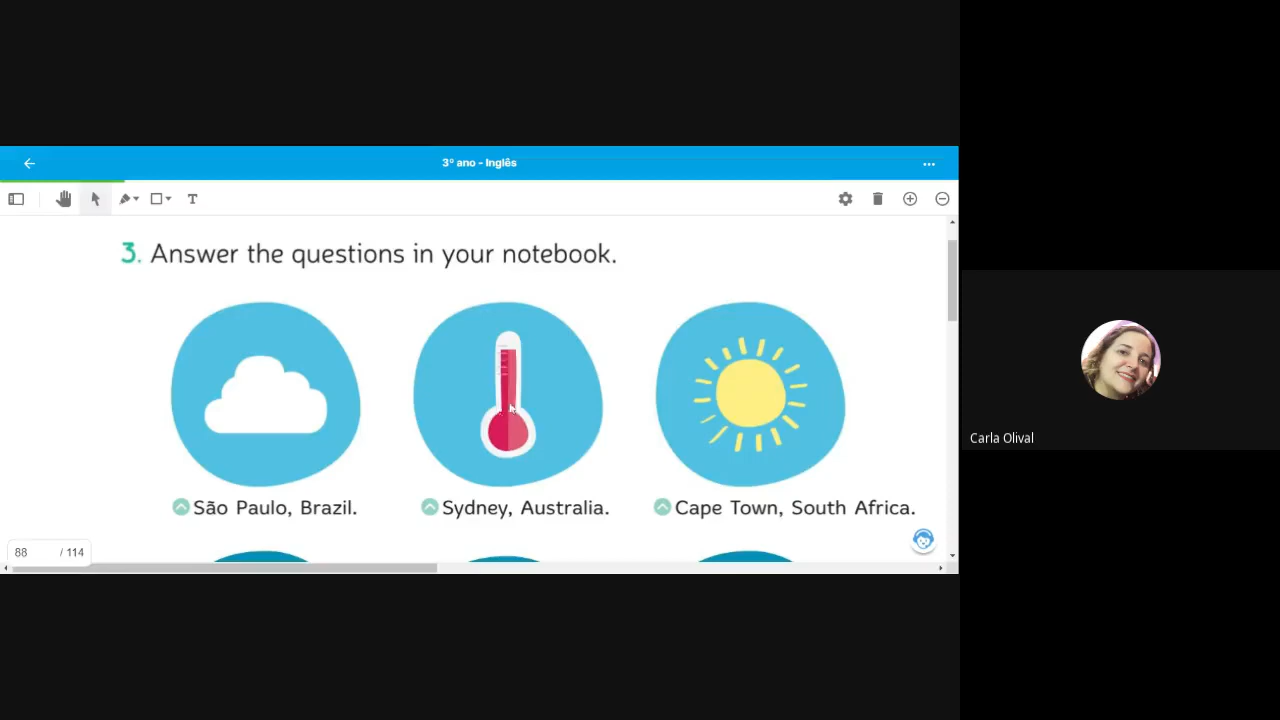 3º ano - Inglês
T
3. Answer the questions in your notebook.
São Paulo, Brazil.
Sydney, Australia.
Cape Town, South Africa.
88 / 114
Carla Olival